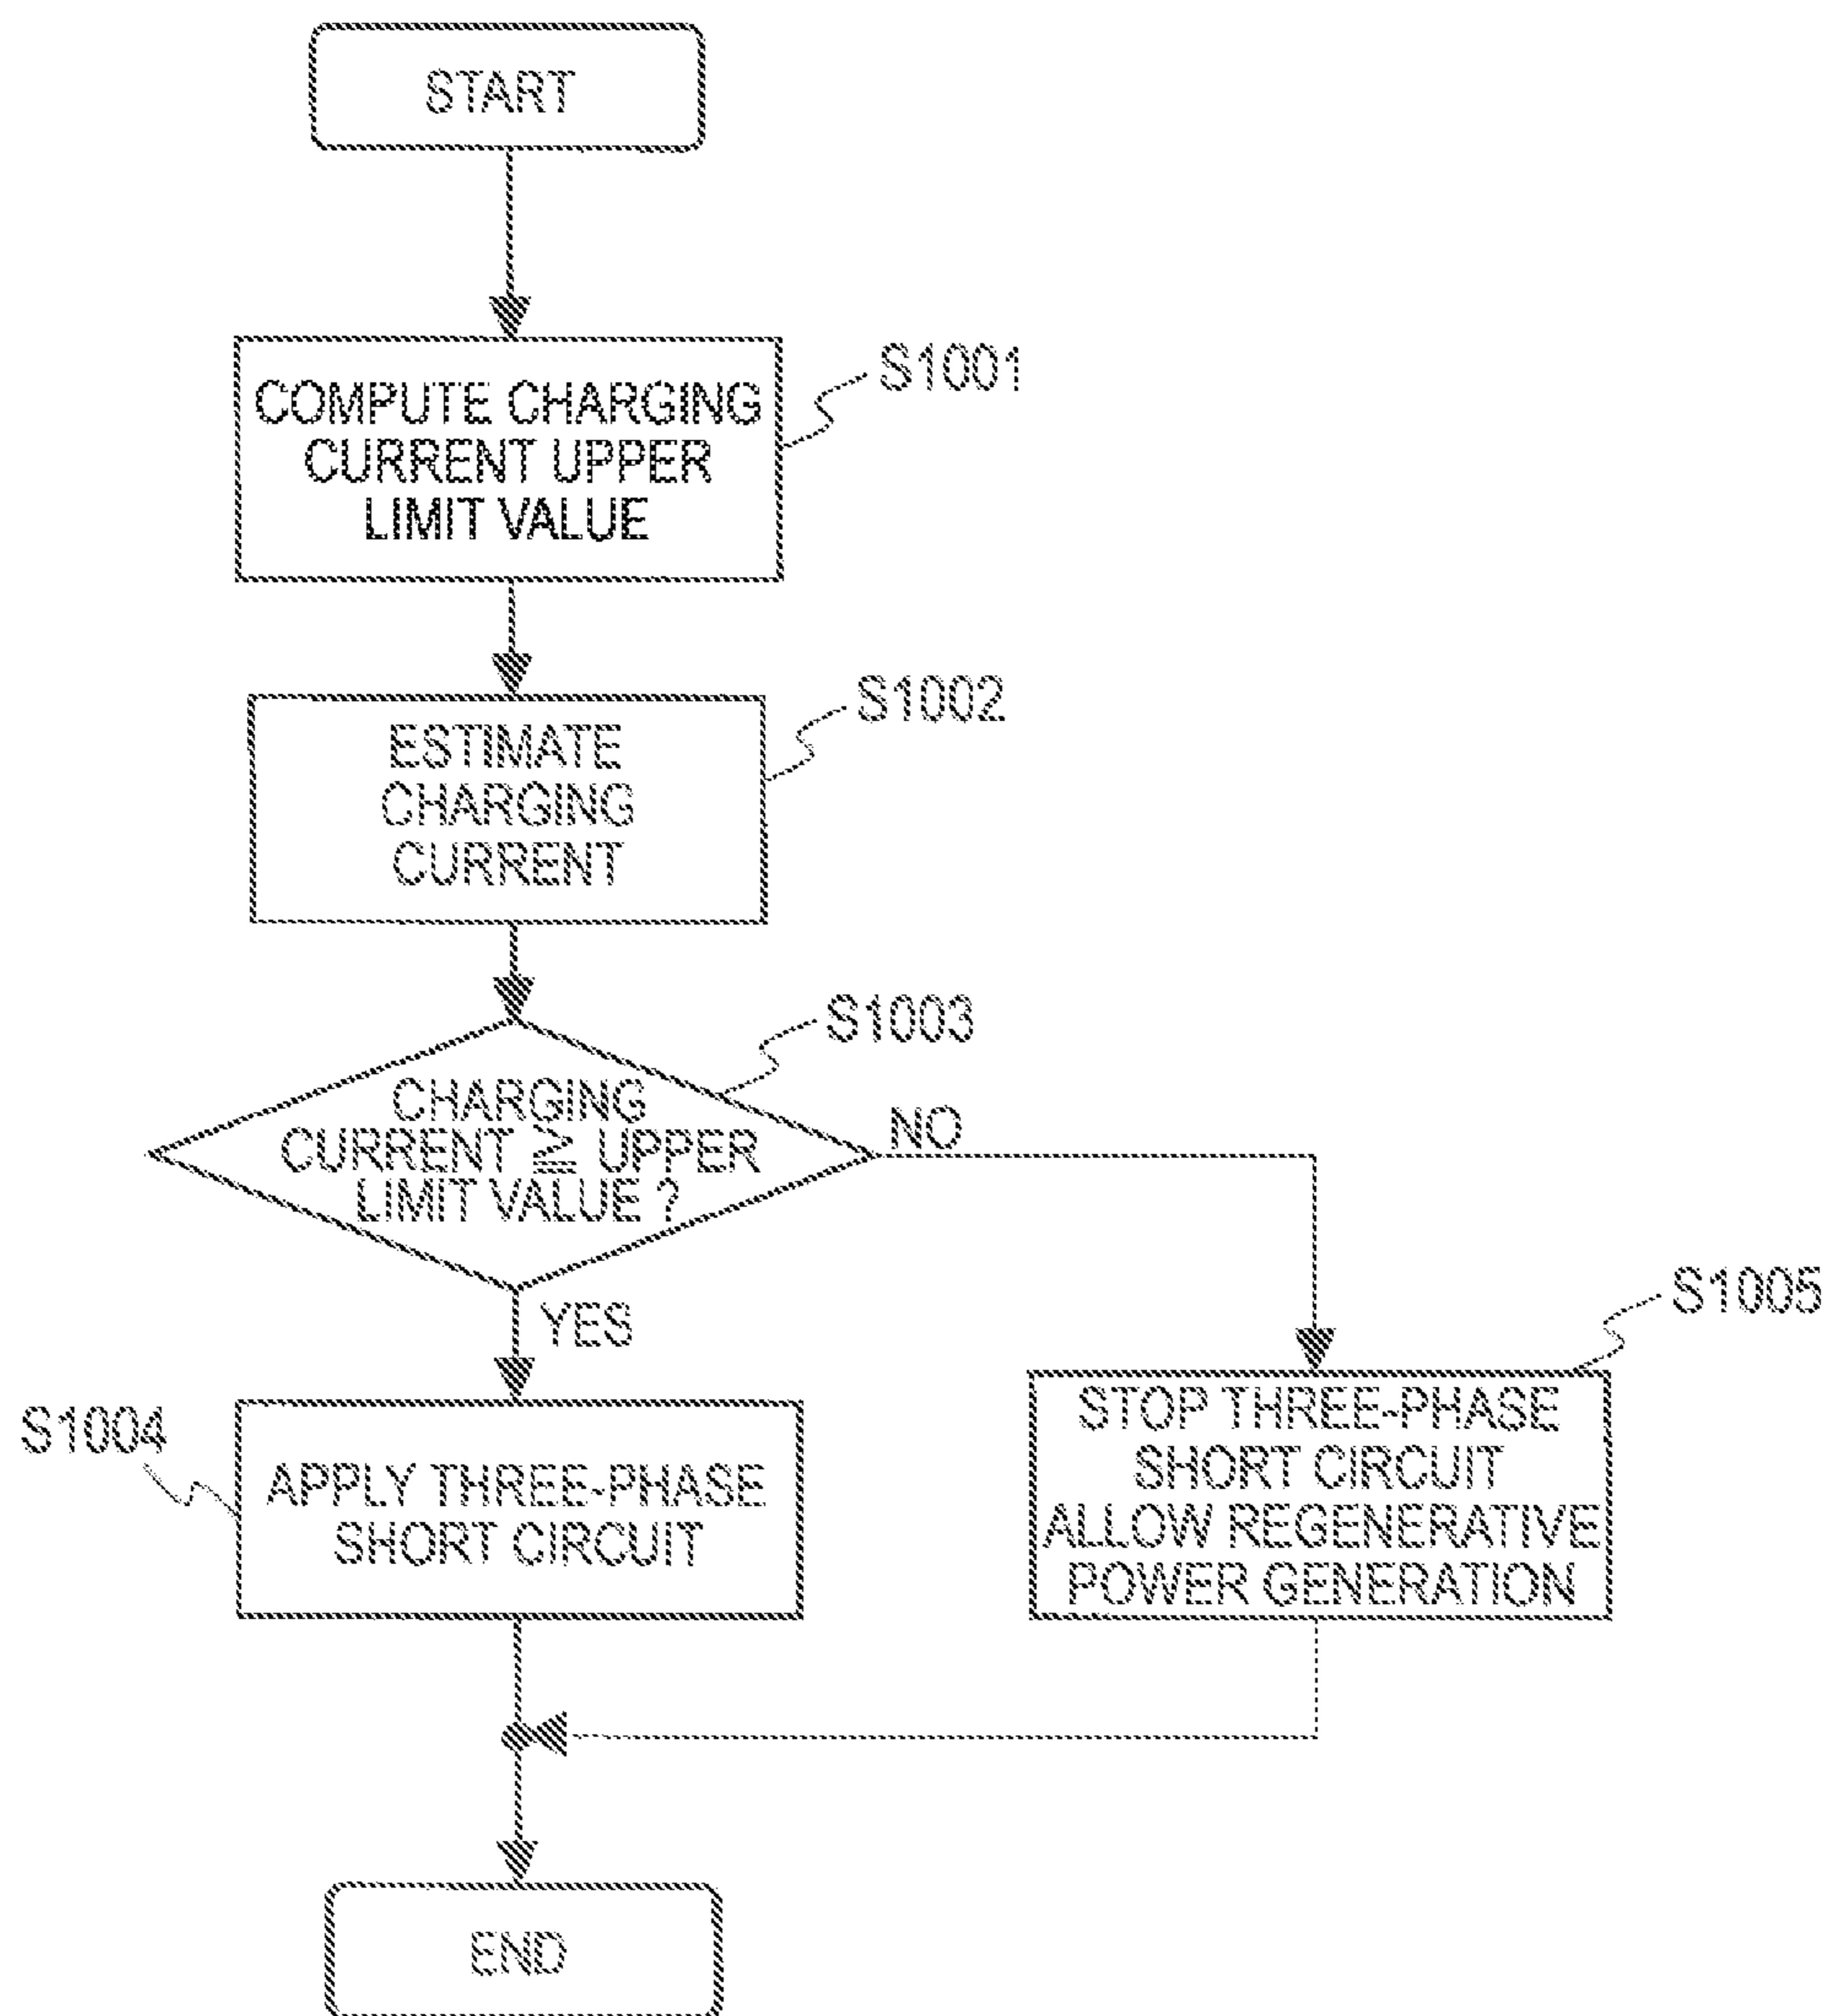 START
COMPUTE CHARGING
CURRENT UPPER
LIMIT VALUE
S1001
ESTIMATE
CHARGING
CURRENT
S1002
CHARGING
CURRENT ≧ UPPER
LIMIT VALUE ?
S1003
NO
YES
S1004
APPLY THREE-PHASE
SHORT CIRCUIT
S1005
STOP THREE-PHASE
SHORT CIRCUIT
ALLOW REGENERATIVE
POWER GENERATION
END